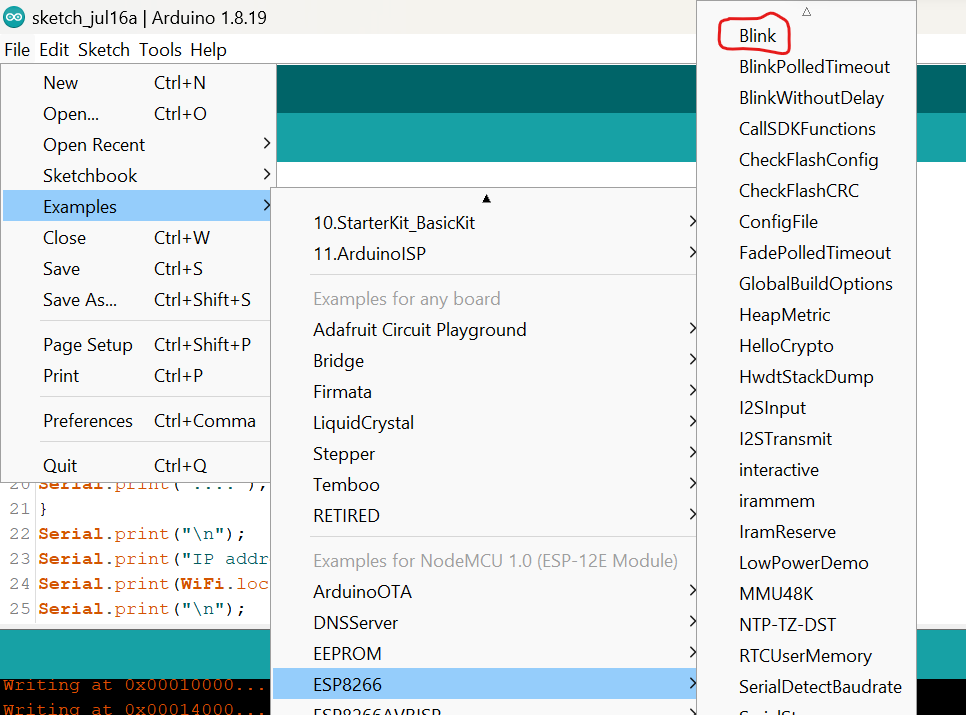 sketch_jul16a | Arduino 1.8.19
File Edit Sketch Tools Help
New Ctrl+N
Open... Ctrl+O
Open Recent
Sketchbook
Examples
Close Ctrl+W
Save Ctrl+S
Save As... Ctrl+Shift+S
Page Setup Ctrl+Shift+P
Print Ctrl+P
Preferences Ctrl+Comma
Quit Ctrl+Q
20 Serial.print("....");
21 }
22 Serial.print("\n");
23 Serial.print("IP addr
24 Serial.print(WiFi.loc
25 Serial.print("\n");
Writing at 0x00010000...
Writing at 0x00014000...
10.StarterKit_BasicKit
11.ArduinoISP
Examples for any board
Adafruit Circuit Playground
Bridge
Firmata
LiquidCrystal
Stepper
Temboo
RETIRED
Examples for NodeMCU 1.0 (ESP-12E Module)
ArduinoOTA
DNSServer
EEPROM
ESP8266
ESP8266AVRISP
Blink
BlinkPolledTimeout
BlinkWithoutDelay
CallSDKFunctions
CheckFlashConfig
CheckFlashCRC
ConfigFile
FadePolledTimeout
GlobalBuildOptions
HeapMetric
HelloCrypto
HwdtStackDump
I2SInput
I2STransmit
interactive
irammem
IramReserve
LowPowerDemo
MMU48K
NTP-TZ-DST
RTCUserMemory
SerialDetectBaudrate